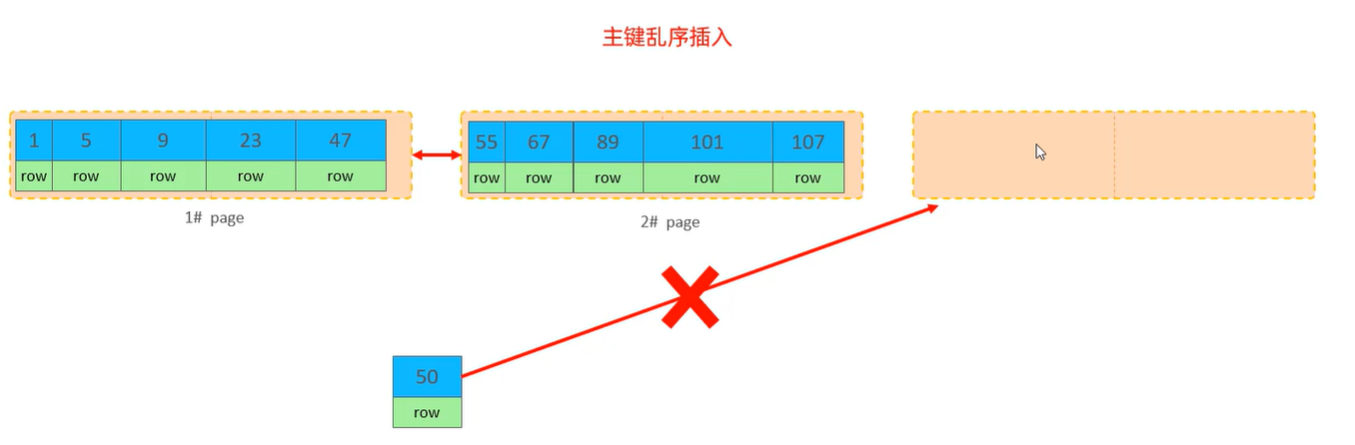 主键乱序插入
1 5 9 23 47
row row row row row
1# page
55 67 89 101 107
row row row row row
2# page
50
row